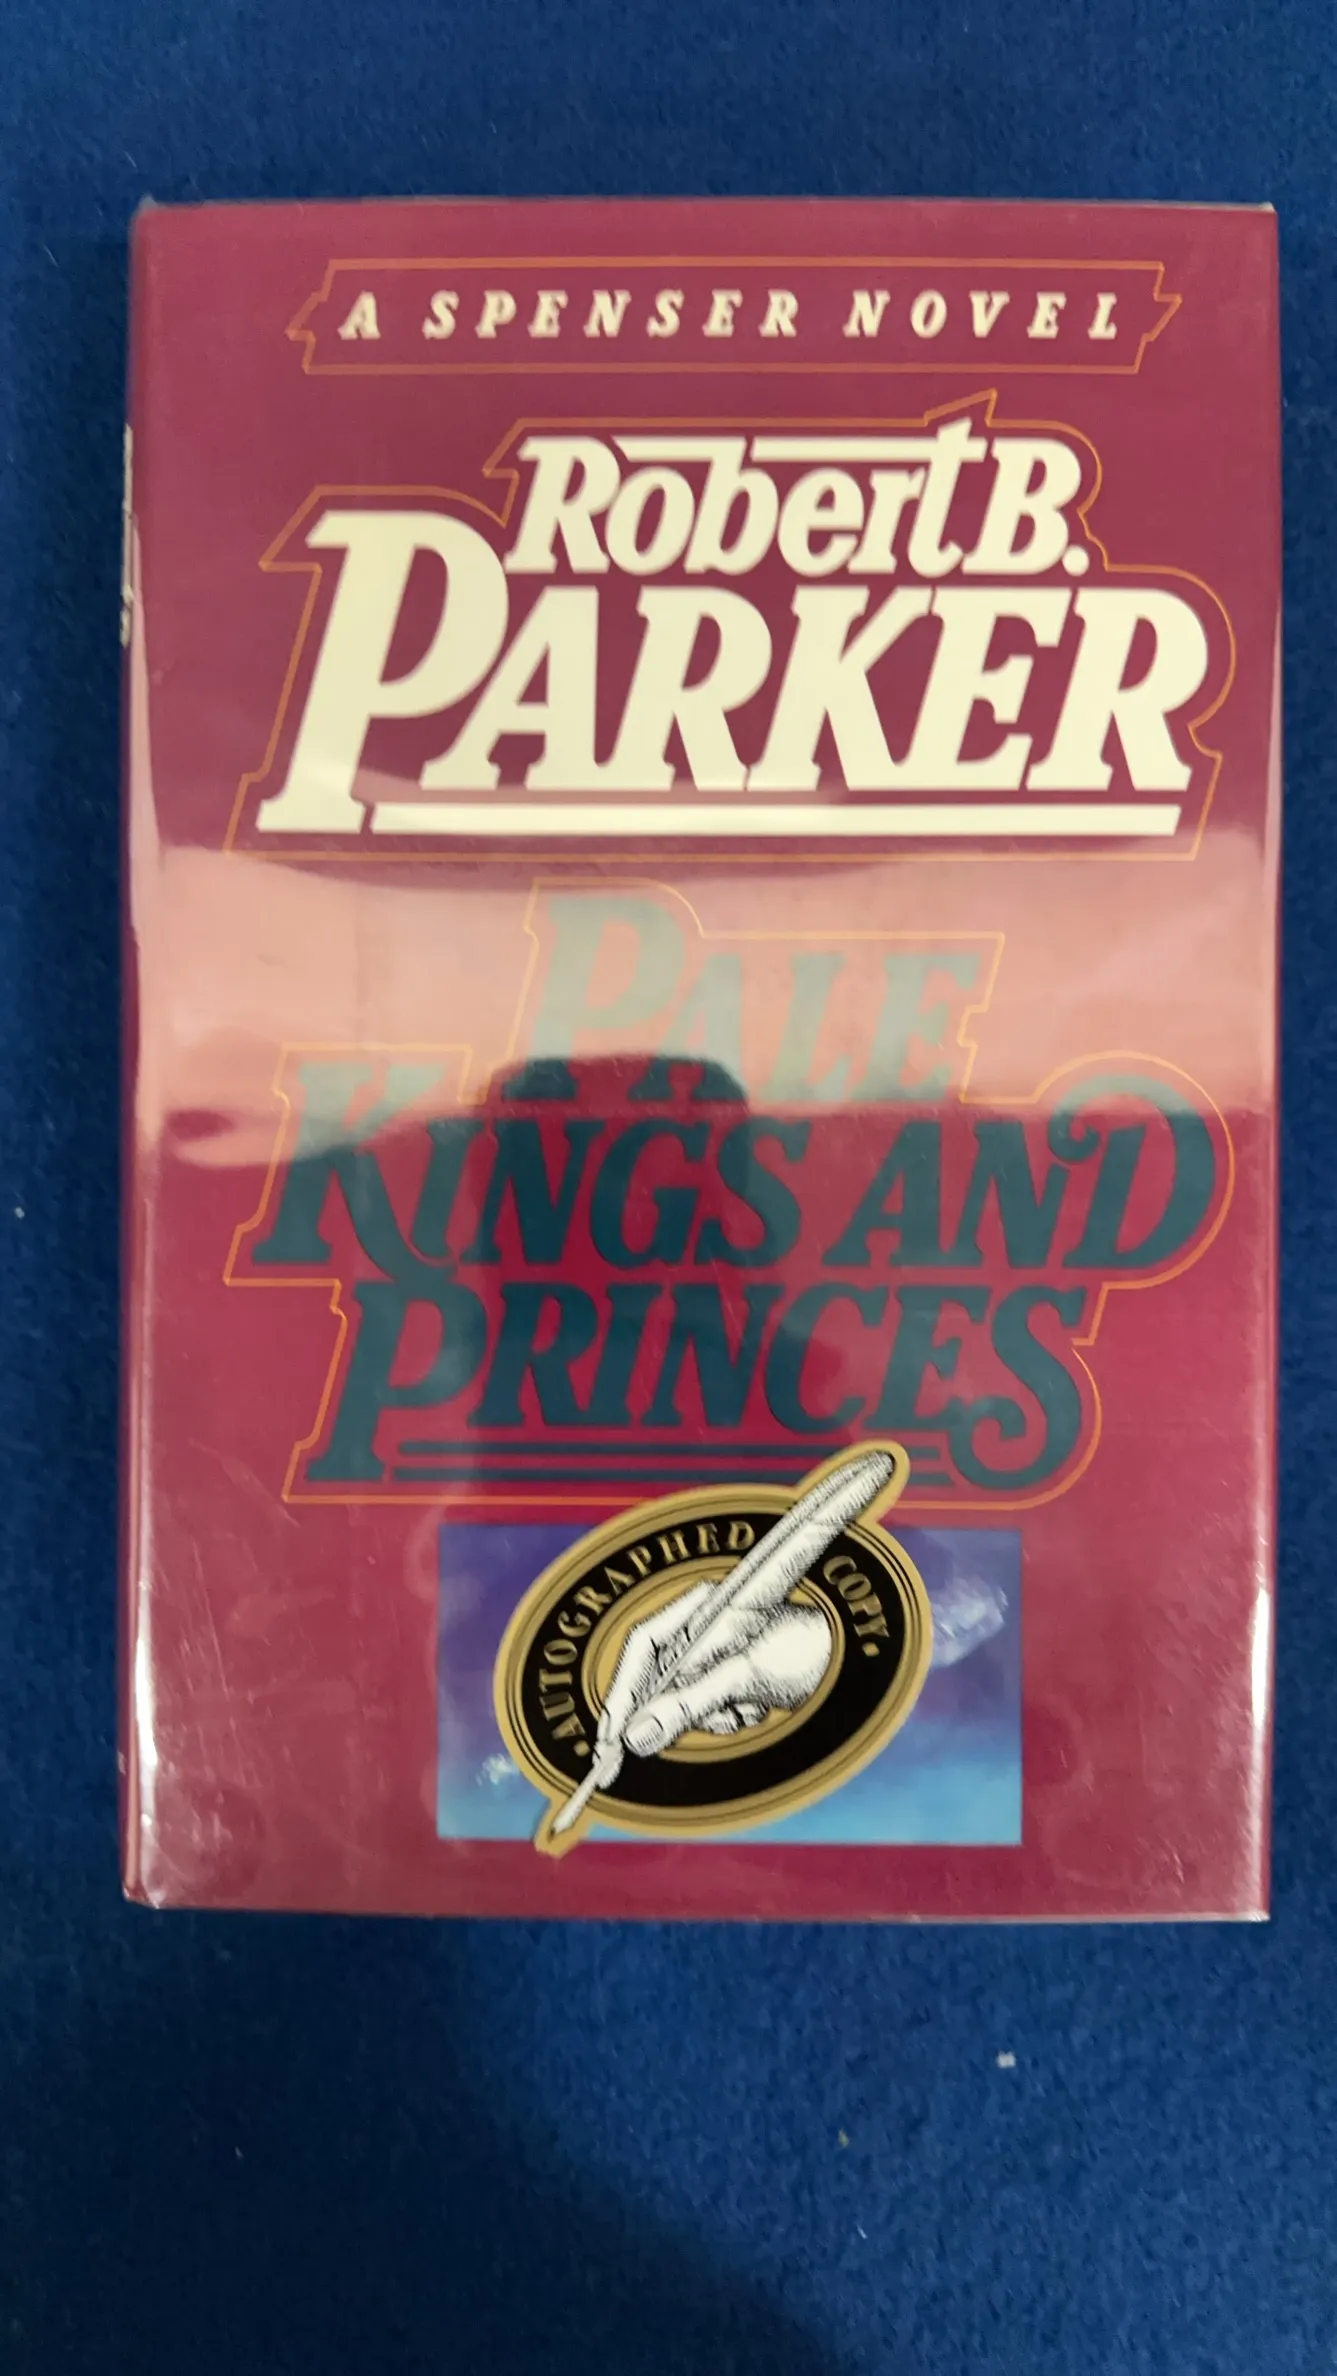 A SPENSER NOVEL
Robert B.
PARKER
PALE
KINGS AND
PRINCES
• AUTOGRAPHED COPY •